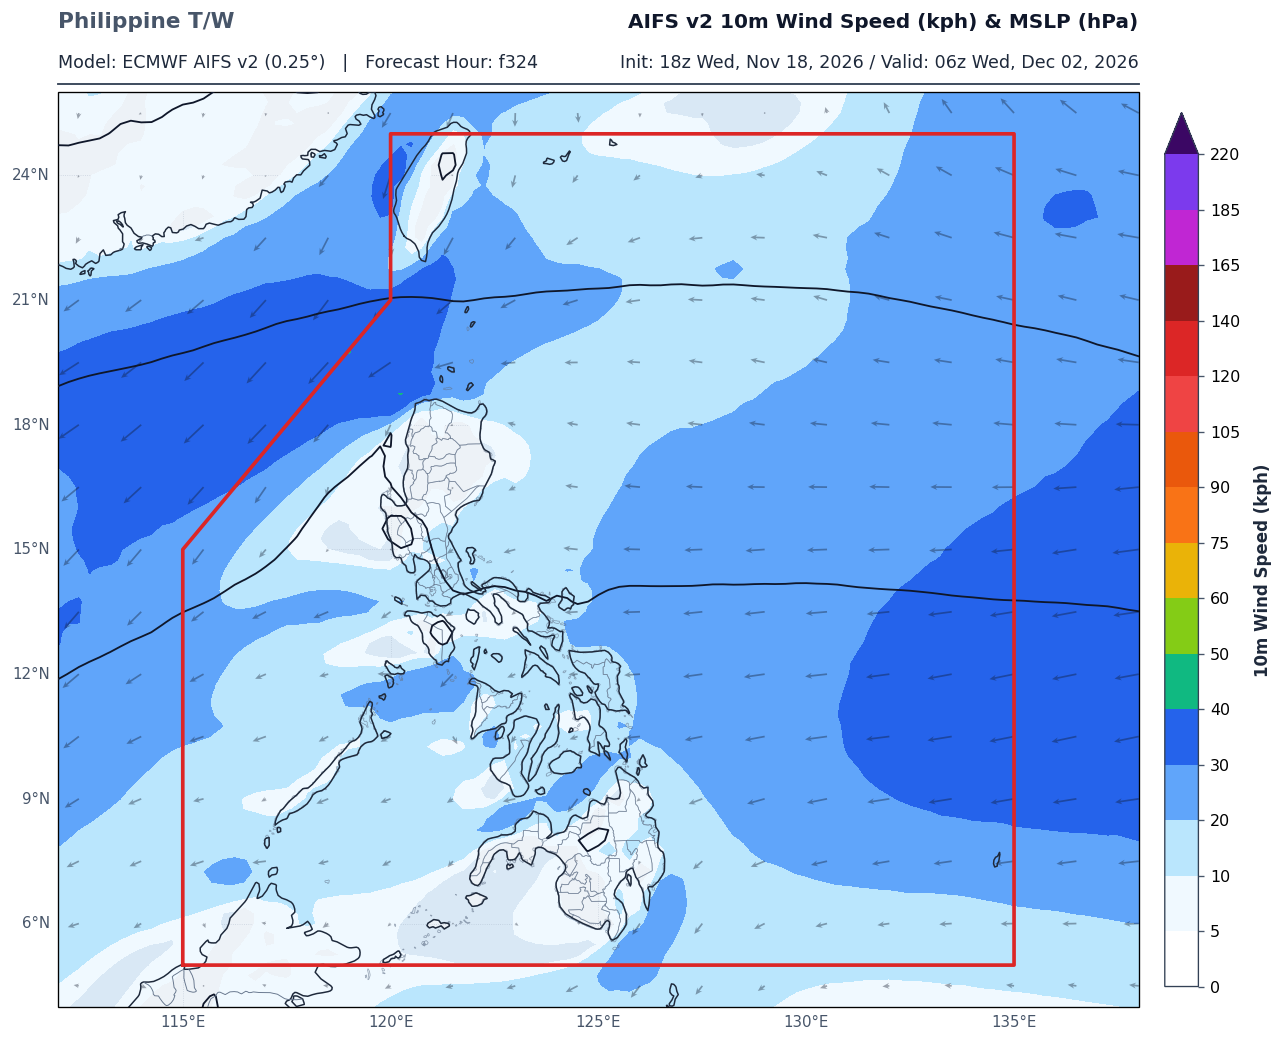 Philippine T/W
AIFS v2 10m Wind Speed (kph) & MSLP (hPa)
Model: ECMWF AIFS v2 (0.25°)   |   Forecast Hour: f324
Init: 18z Wed, Nov 18, 2026 / Valid: 06z Wed, Dec 02, 2026
24°N
21°N
18°N
15°N
12°N
9°N
6°N
115°E
120°E
125°E
130°E
135°E
220
185
165
140
120
105
90
75
60
50
40
30
20
10
5
0
10m Wind Speed (kph)